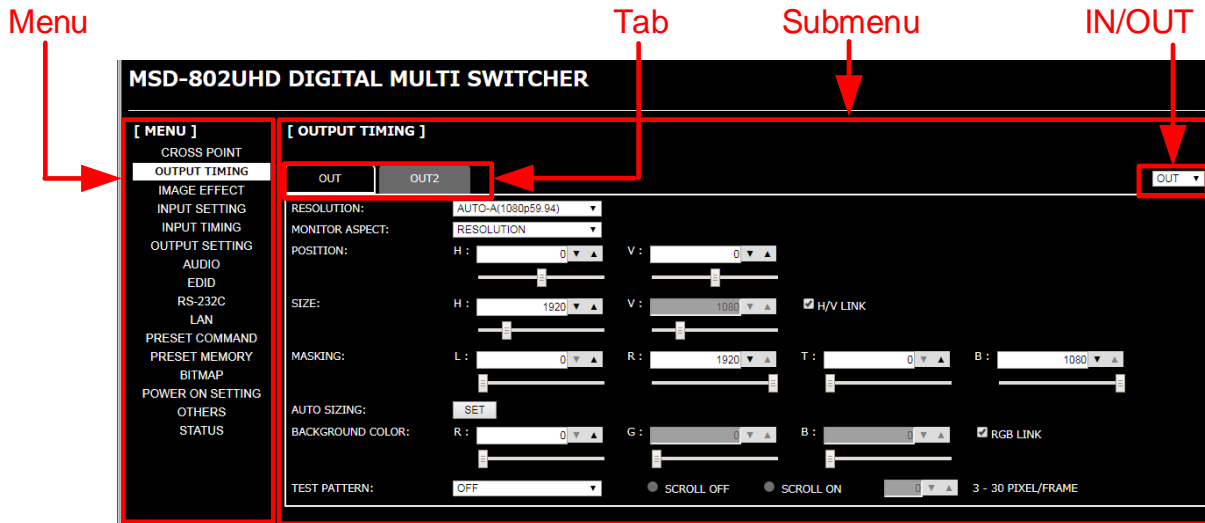 Menu Tab Submenu IN/OUT
MSD-802UHD DIGITAL MULTI SWITCHER
[ MENU ]
CROSS POINT
OUTPUT TIMING
IMAGE EFFECT
INPUT SETTING
INPUT TIMING
OUTPUT SETTING
AUDIO
EDID
RS-232C
LAN
PRESET COMMAND
PRESET MEMORY
BITMAP
POWER ON SETTING
OTHERS
STATUS
[ OUTPUT TIMING ]
OUT OUT2 OUT
RESOLUTION: AUTO-A(1080p59.94)
MONITOR ASPECT: RESOLUTION
POSITION: H : 0 V : 0
SIZE: H : 1920 V : 1080 H/V LINK
MASKING: L : 0 R : 1920 T : 0 B : 1080
AUTO SIZING: SET
BACKGROUND COLOR: R : 0 G : 0 B : 0 RGB LINK
TEST PATTERN: OFF SCROLL OFF SCROLL ON 0 3 - 30 PIXEL/FRAME